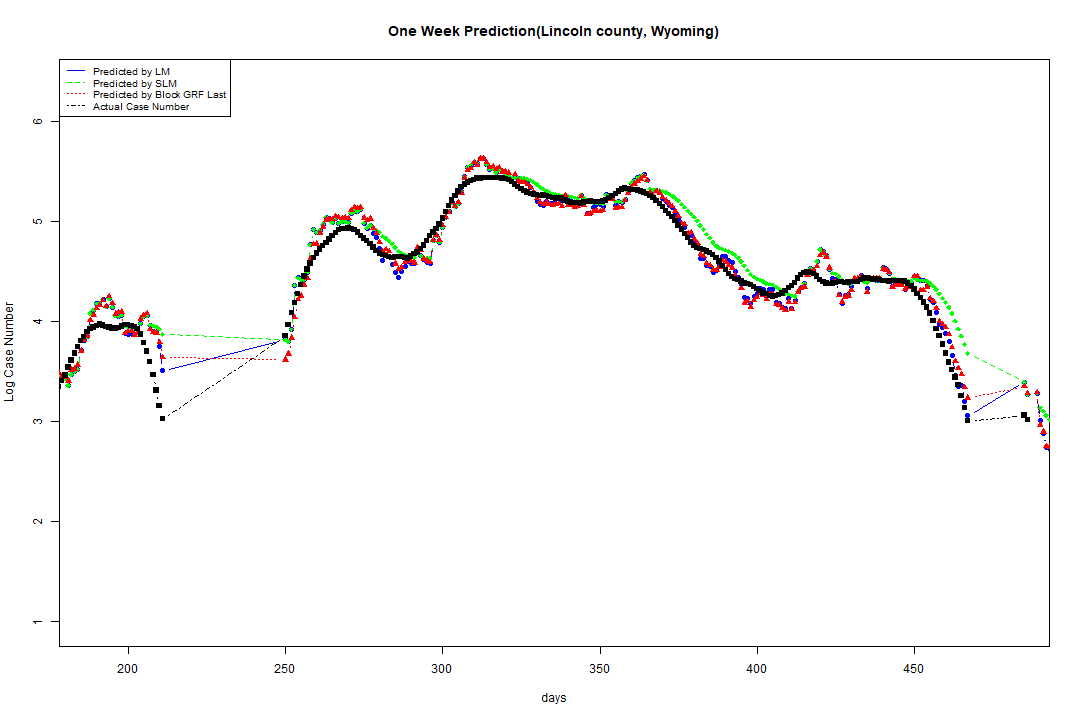 One Week Prediction(Lincoln county, Wyoming)
Predicted by LM
Predicted by SLM
Predicted by Block GRF Last
Actual Case Number
6
5
4
3
2
1
Log Case Number
200 250 300 350 400 450
days